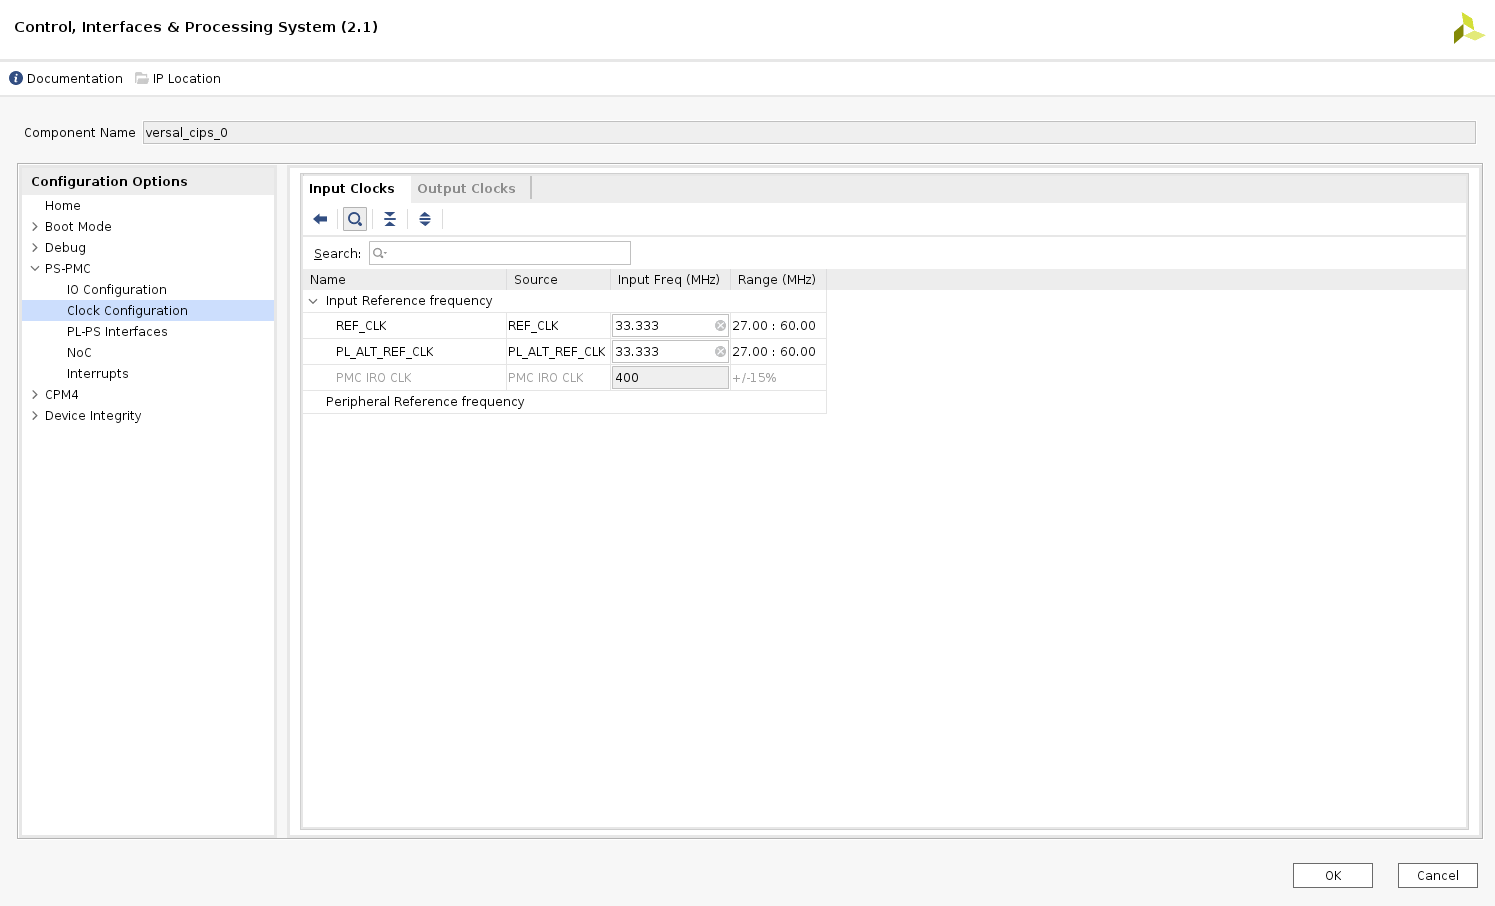 Control, Interfaces & Processing System (2.1)
Documentation IP Location
Component Name versal_cips_0
Configuration Options
Home
Boot Mode
Debug
PS-PMC
IO Configuration
Clock Configuration
PL-PS Interfaces
NoC
Interrupts
CPM4
Device Integrity
Input Clocks Output Clocks
Search:
Name Source Input Freq (MHz) Range (MHz)
Input Reference frequency
REF_CLK REF_CLK 33.333 27.00 : 60.00
PL_ALT_REF_CLK PL_ALT_REF_CLK 33.333 27.00 : 60.00
PMC IRO CLK PMC IRO CLK 400 +/-15%
Peripheral Reference frequency
OK Cancel